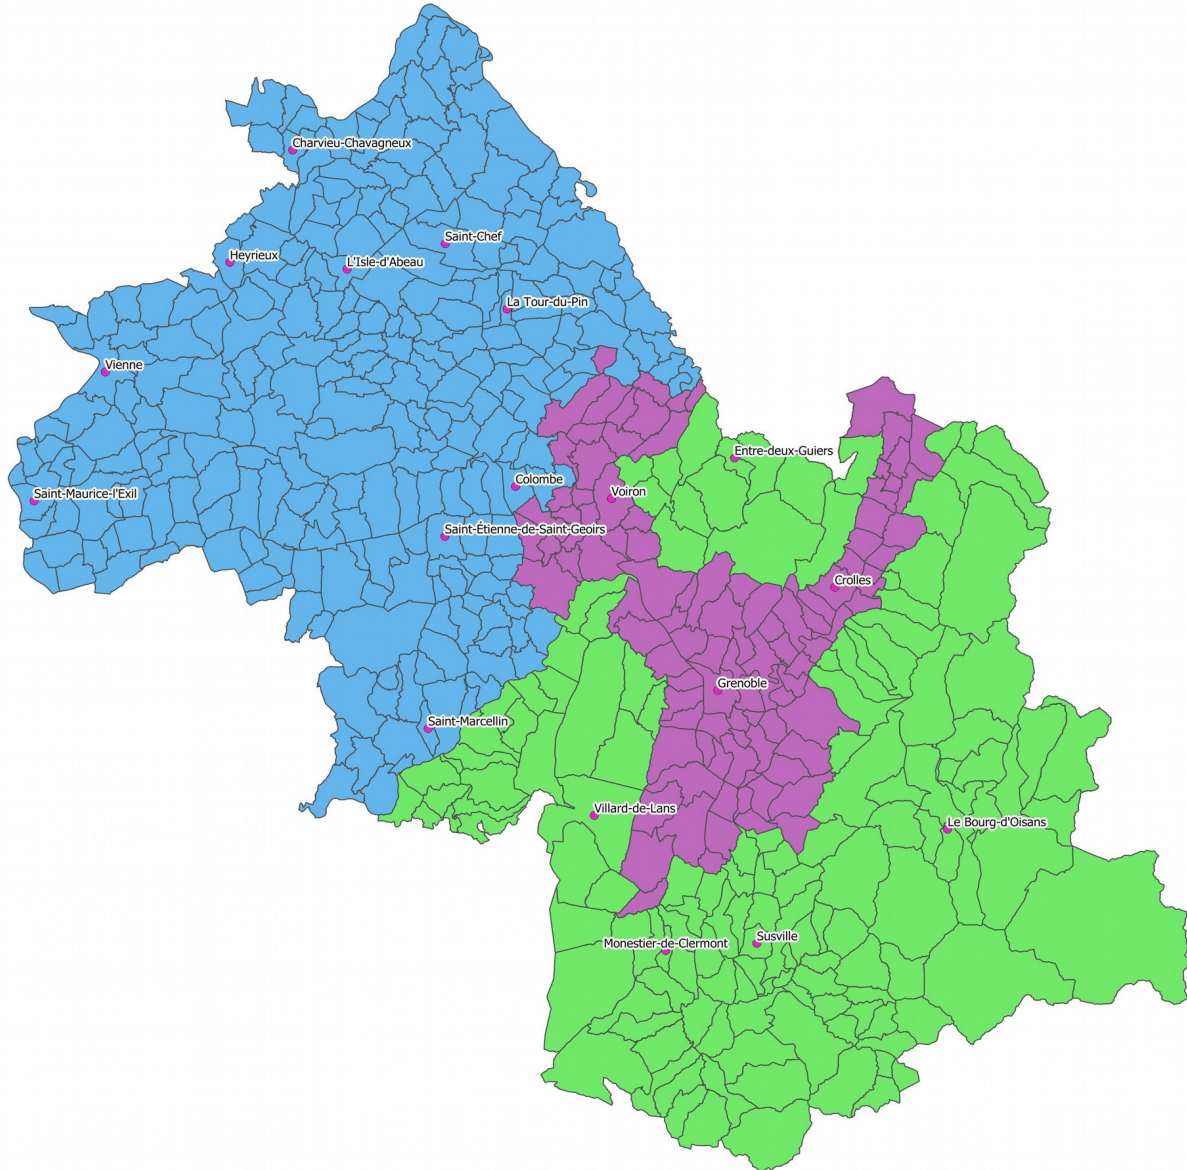 Charvieu-Chavagneux
Saint-Chef
Heyrieux
L'Isle-d'Abeau
La Tour-du-Pin
Vienne
Entre-deux-Guiers
Colombe
Voiron
Saint-Maurice-l'Exil
Saint-Étienne-de-Saint-Geoirs
Crolles
Grenoble
Saint-Marcellin
Villard-de-Lans
Le Bourg-d'Oisans
Monestier-de-Clermont
Susville